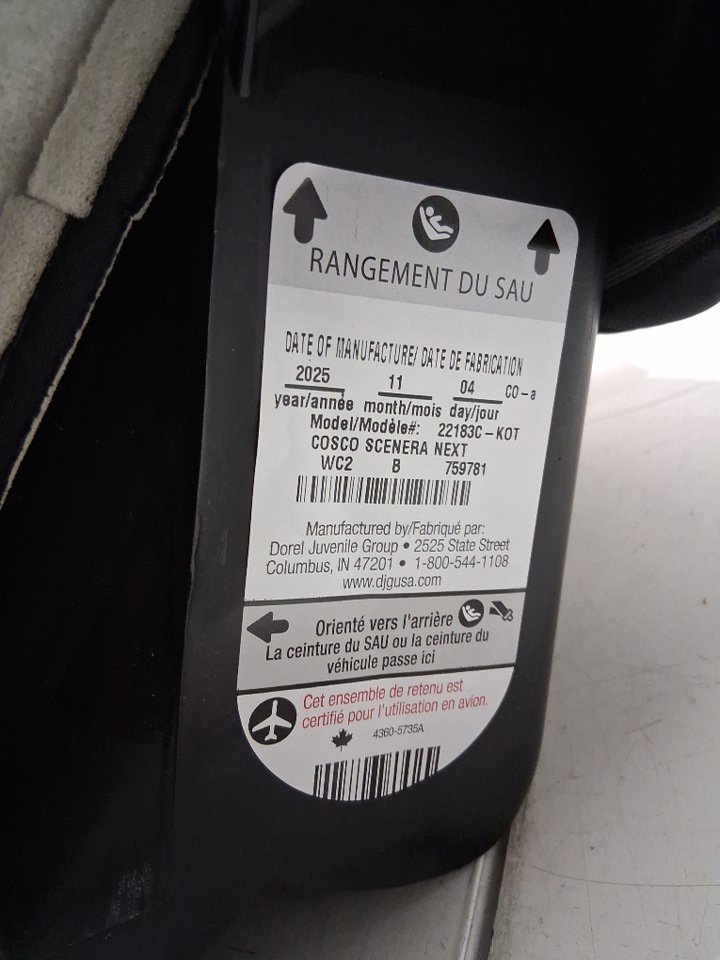 RANGEMENT DU SAU
DATE OF MANUFACTURE/ DATE DE FABRICATION
2025 11 04 CO-a
year/année month/mois day/jour
Model/Modèle#: 22183C-KOT
COSCO SCENERA NEXT
WC2 B 759781
Manufactured by/Fabriqué par:
Dorel Juvenile Group • 2525 State Street
Columbus, IN 47201 • 1-800-544-1108
www.djgusa.com
Orienté vers l'arrière
La ceinture du SAU ou la ceinture du
véhicule passe ici
Cet ensemble de retenu est
certifié pour l'utilisation en avion.
4360-5735A